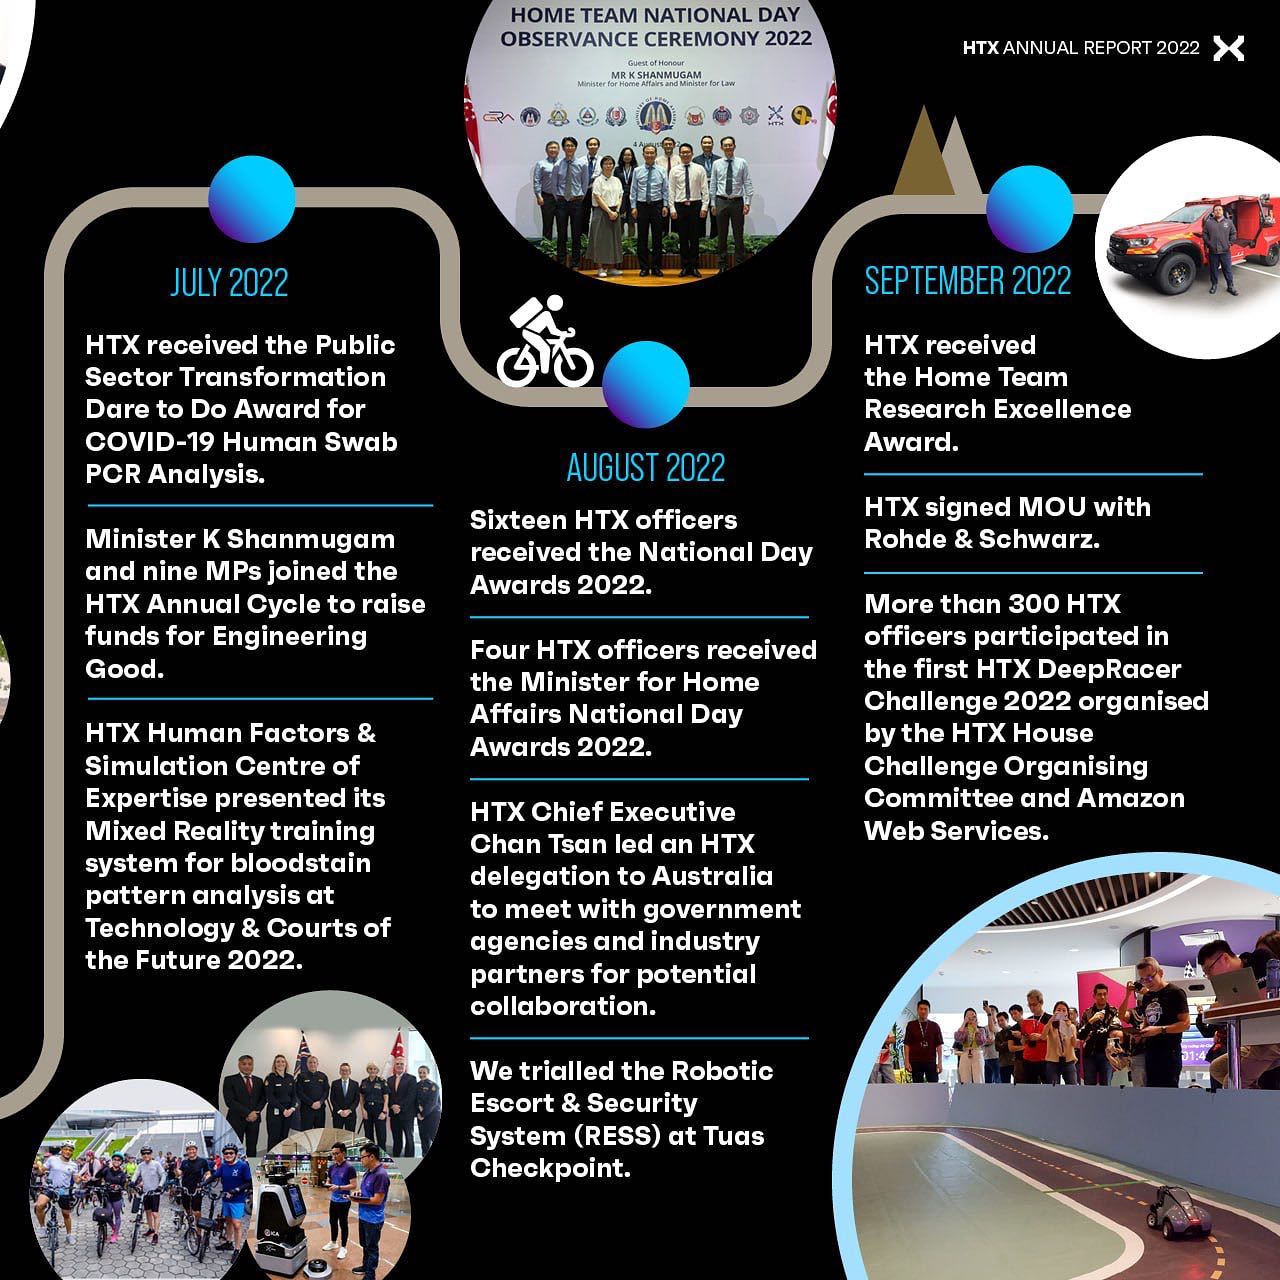 HOME TEAM NATIONAL DAY
OBSERVANCE CEREMONY 2022
Guest of Honour
MR K SHANMUGAM
Minister for Home Affairs and Minister for Law
HTX
HTX ANNUAL REPORT 2022
JULY 2022
HTX received the Public
Sector Transformation
Dare to Do Award for
COVID-19 Human Swab
PCR Analysis.
Minister K Shanmugam
and nine MPs joined the
HTX Annual Cycle to raise
funds for Engineering
Good.
HTX Human Factors &
Simulation Centre of
Expertise presented its
Mixed Reality training
system for bloodstain
pattern analysis at
Technology & Courts of
the Future 2022.
ICA
AUGUST 2022
Sixteen HTX officers
received the National Day
Awards 2022.
Four HTX officers received
the Minister for Home
Affairs National Day
Awards 2022.
HTX Chief Executive
Chan Tsan led an HTX
delegation to Australia
to meet with government
agencies and industry
partners for potential
collaboration.
We trialled the Robotic
Escort & Security
System (RESS) at Tuas
Checkpoint.
SEPTEMBER 2022
HTX received
the Home Team
Research Excellence
Award.
HTX signed MOU with
Rohde & Schwarz.
More than 300 HTX
officers participated in
the first HTX DeepRacer
Challenge 2022 organised
by the HTX House
Challenge Organising
Committee and Amazon
Web Services.